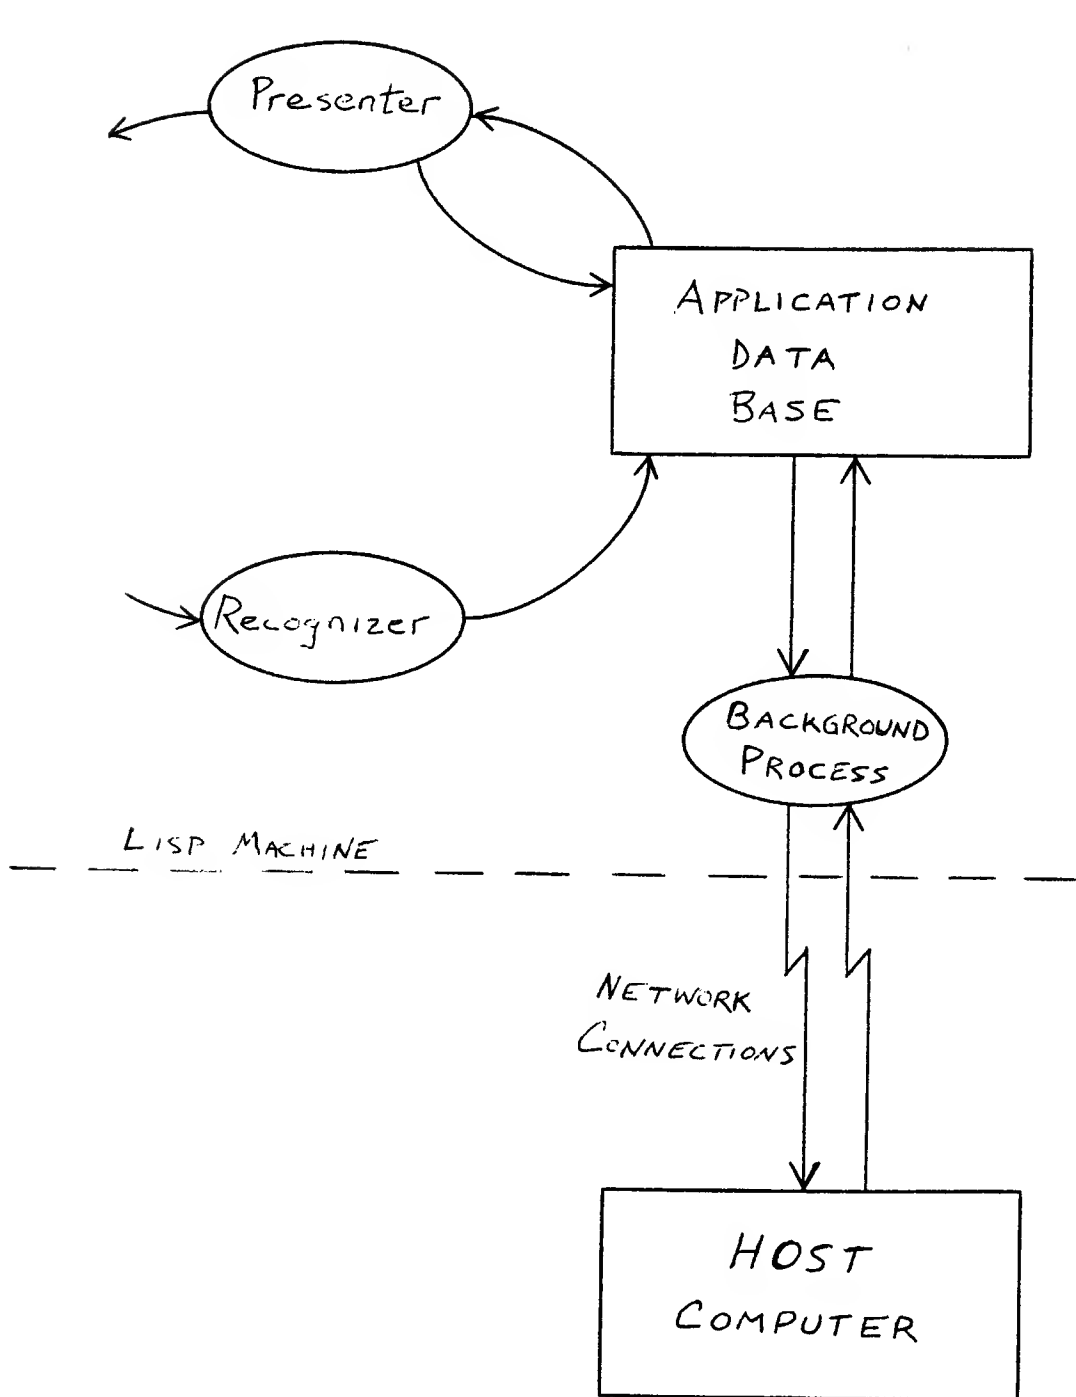 Presenter
APPLICATION
DATA
BASE
Recognizer
BACKGROUND
PROCESS
LISP MACHINE
NETWORK
CONNECTIONS
HOST
COMPUTER